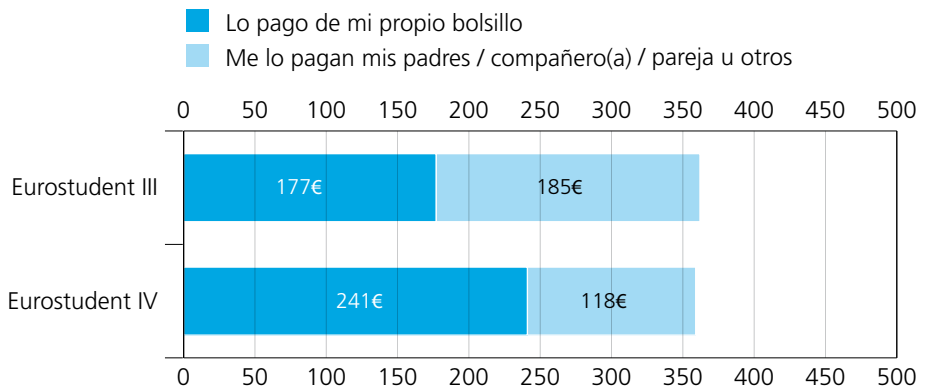 Lo pago de mi propio bolsillo
Me lo pagan mis padres / compañero(a) / pareja u otros
0 50 100 150 200 250 300 350 400 450 500
Eurostudent III 177€ 185€
Eurostudent IV 241€ 118€
0 50 100 150 200 250 300 350 400 450 500